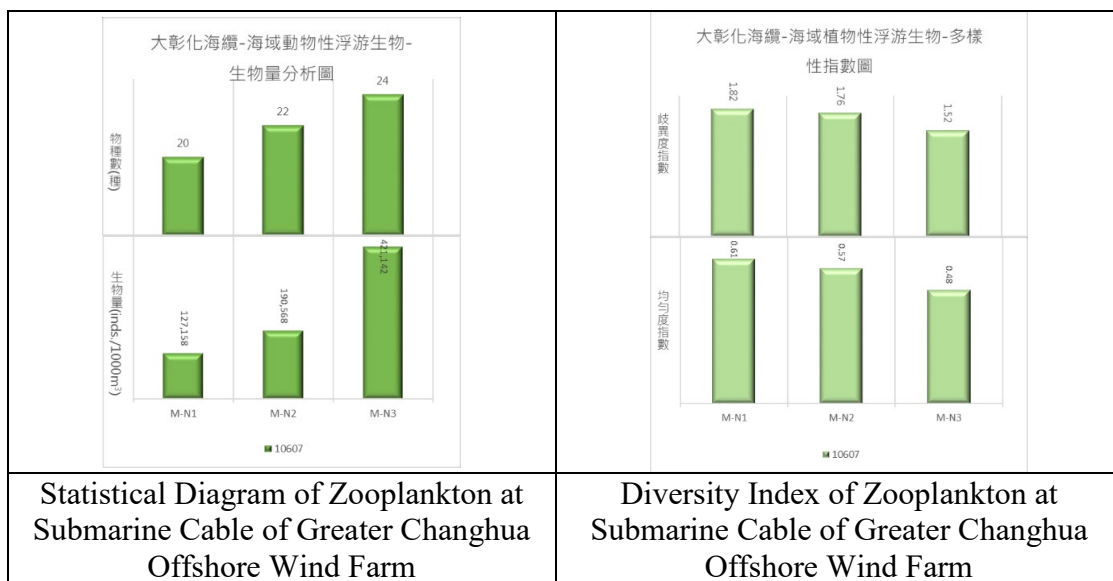 大彰化海纜-海域動物性浮游生物-
生物量分析圖
物種數(種)
20
22
24
生物量(inds./1000m³)
127,158
190,568
421,142
M-N1
M-N2
M-N3
10607
大彰化海纜-海域植物性浮游生物-多樣
性指數圖
歧異度指數
1.82
1.76
1.52
均勻度指數
0.61
0.57
0.48
M-N1
M-N2
M-N3
10607
Statistical Diagram of Zooplankton at
Submarine Cable of Greater Changhua
Offshore Wind Farm
Diversity Index of Zooplankton at
Submarine Cable of Greater Changhua
Offshore Wind Farm